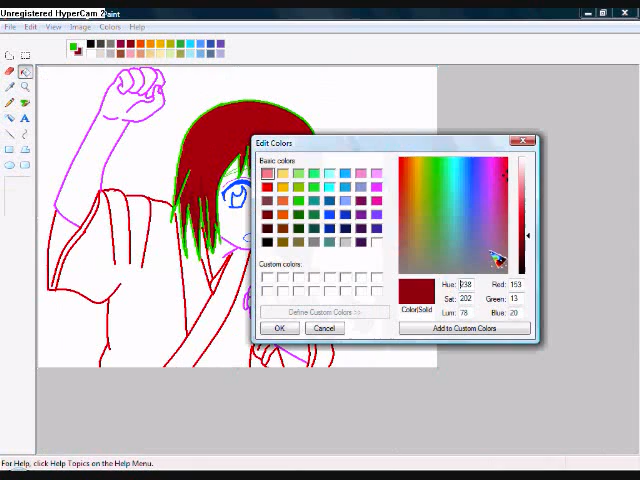 Unregistered HyperCam 2
Paint
File Edit View Image Colors Help
A
Edit Colors
Basic colors:
Custom colors:
Define Custom Colors >>
OK Cancel
Color|Solid
Hue: 238 Red: 153
Sat: 202 Green: 13
Lum: 78 Blue: 20
Add to Custom Colors
For Help, click Help Topics on the Help Menu.